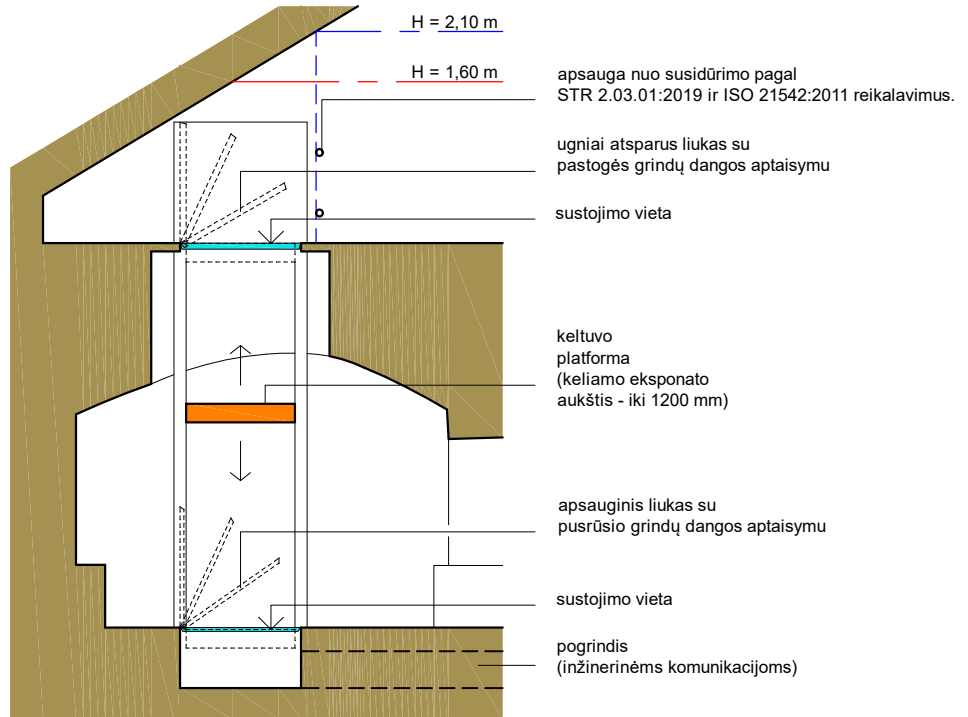 H = 2,10 m
H = 1,60 m
apsauga nuo susidūrimo pagal
STR 2.03.01:2019 ir ISO 21542:2011 reikalavimus.
ugniai atsparus liukas su
pastogės grindų dangos aptaisymu
sustojimo vieta
keltuvo
platforma
(keliamo eksponato
aukštis - iki 1200 mm)
apsauginis liukas su
pusrūsio grindų dangos aptaisymu
sustojimo vieta
pogrindis
(inžinerinėms komunikacijoms)